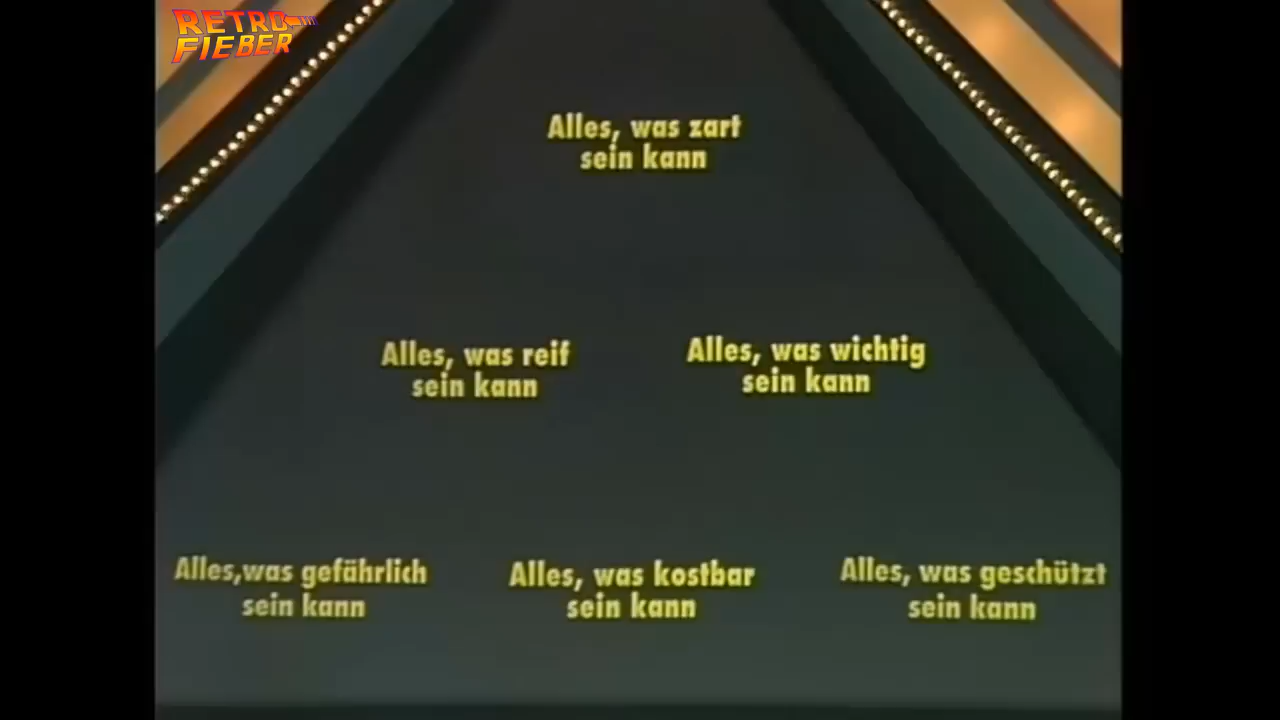 RETRO
FIEBER
Alles, was zart
sein kann
Alles, was reif
sein kann
Alles, was wichtig
sein kann
Alles,was gefährlich
sein kann
Alles, was kostbar
sein kann
Alles, was geschützt
sein kann